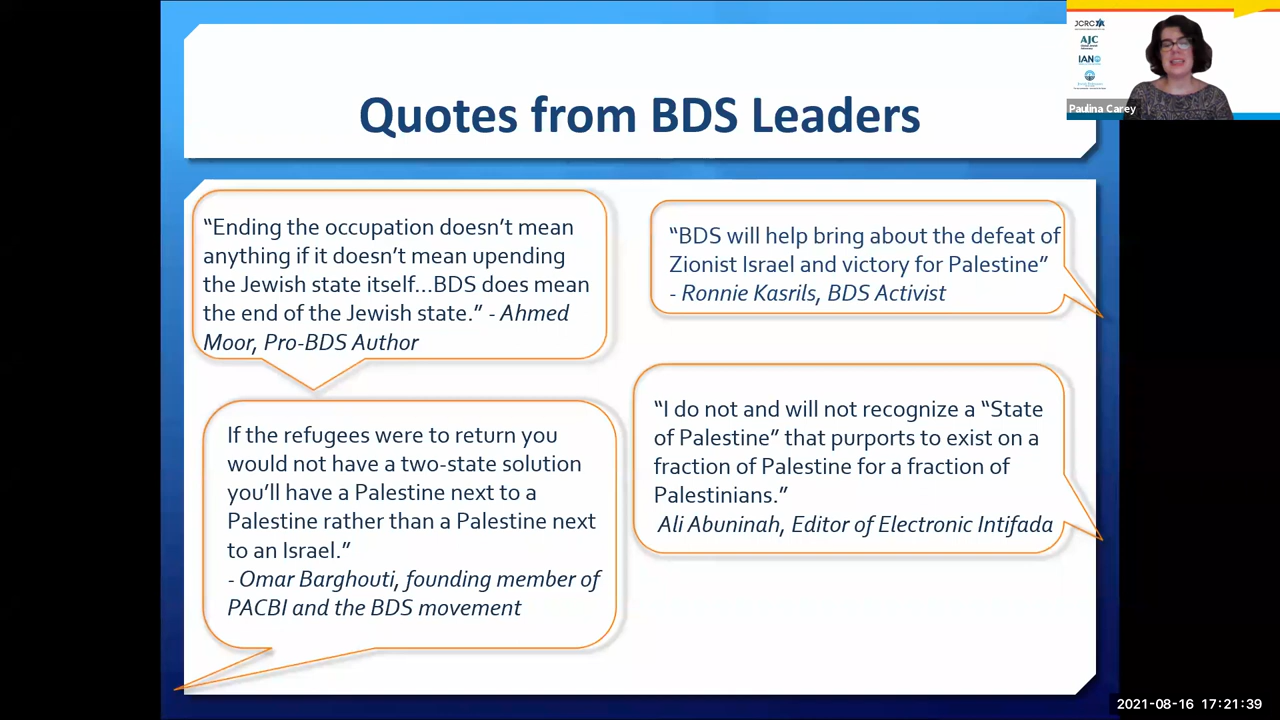 Quotes from BDS Leaders
“Ending the occupation doesn’t mean
anything if it doesn’t mean upending
the Jewish state itself...BDS does mean
the end of the Jewish state.” - Ahmed
Moor, Pro-BDS Author
“BDS will help bring about the defeat of
Zionist Israel and victory for Palestine”
- Ronnie Kasrils, BDS Activist
If the refugees were to return you
would not have a two-state solution
you’ll have a Palestine next to a
Palestine rather than a Palestine next
to an Israel.”
- Omar Barghouti, founding member of
PACBI and the BDS movement
“I do not and will not recognize a “State
of Palestine” that purports to exist on a
fraction of Palestine for a fraction of
Palestinians.”
Ali Abuninah, Editor of Electronic Intifada
JCRC
AJC
IAN
Paulina Carey
2021-08-16 17:21:39